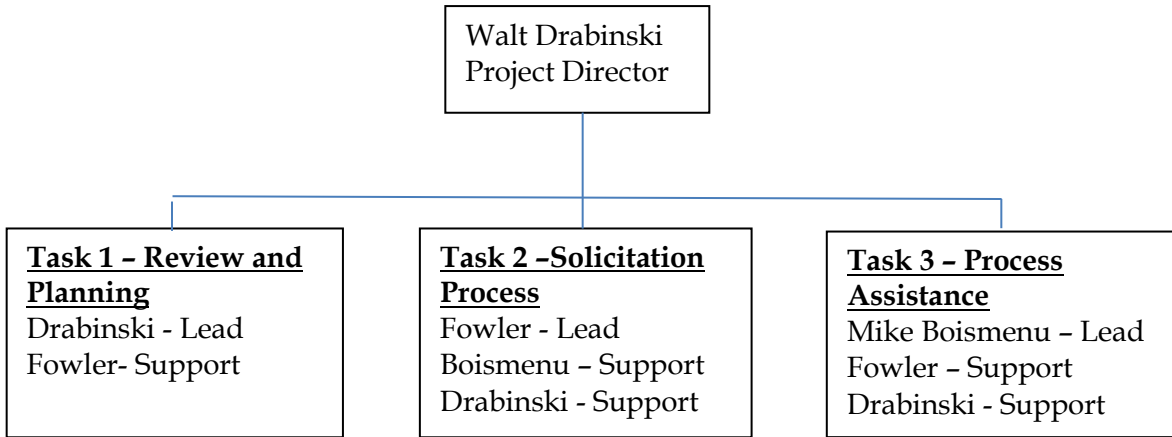 Walt Drabinski
Project Director
Task 1 – Review and
Planning
Drabinski - Lead
Fowler- Support
Task 2 –Solicitation
Process
Fowler - Lead
Boismenu – Support
Drabinski - Support
Task 3 – Process
Assistance
Mike Boismenu – Lead
Fowler – Support
Drabinski - Support